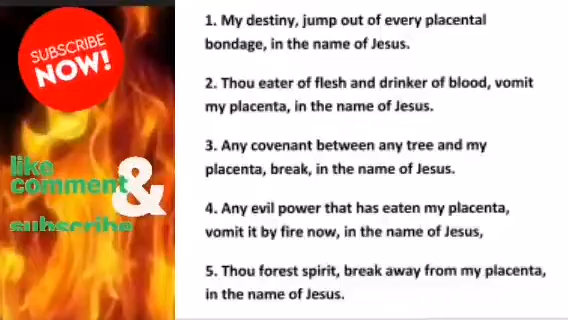 SUBSCRIBE
NOW!
like
comment &
subscribe
1. My destiny, jump out of every placental
bondage, in the name of Jesus.
2. Thou eater of flesh and drinker of blood, vomit
my placenta, in the name of Jesus.
3. Any covenant between any tree and my
placenta, break, in the name of Jesus.
4. Any evil power that has eaten my placenta,
vomit it by fire now, in the name of Jesus,
5. Thou forest spirit, break away from my placenta,
in the name of Jesus.